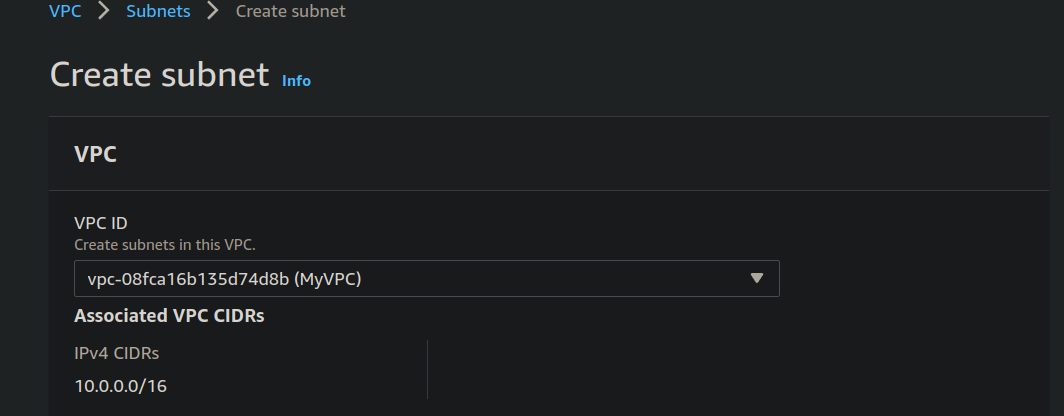 VPC > Subnets > Create subnet
Create subnet Info
VPC
VPC ID
Create subnets in this VPC.
vpc-08fca16b135d74d8b (MyVPC)
Associated VPC CIDRs
IPv4 CIDRs
10.0.0.0/16